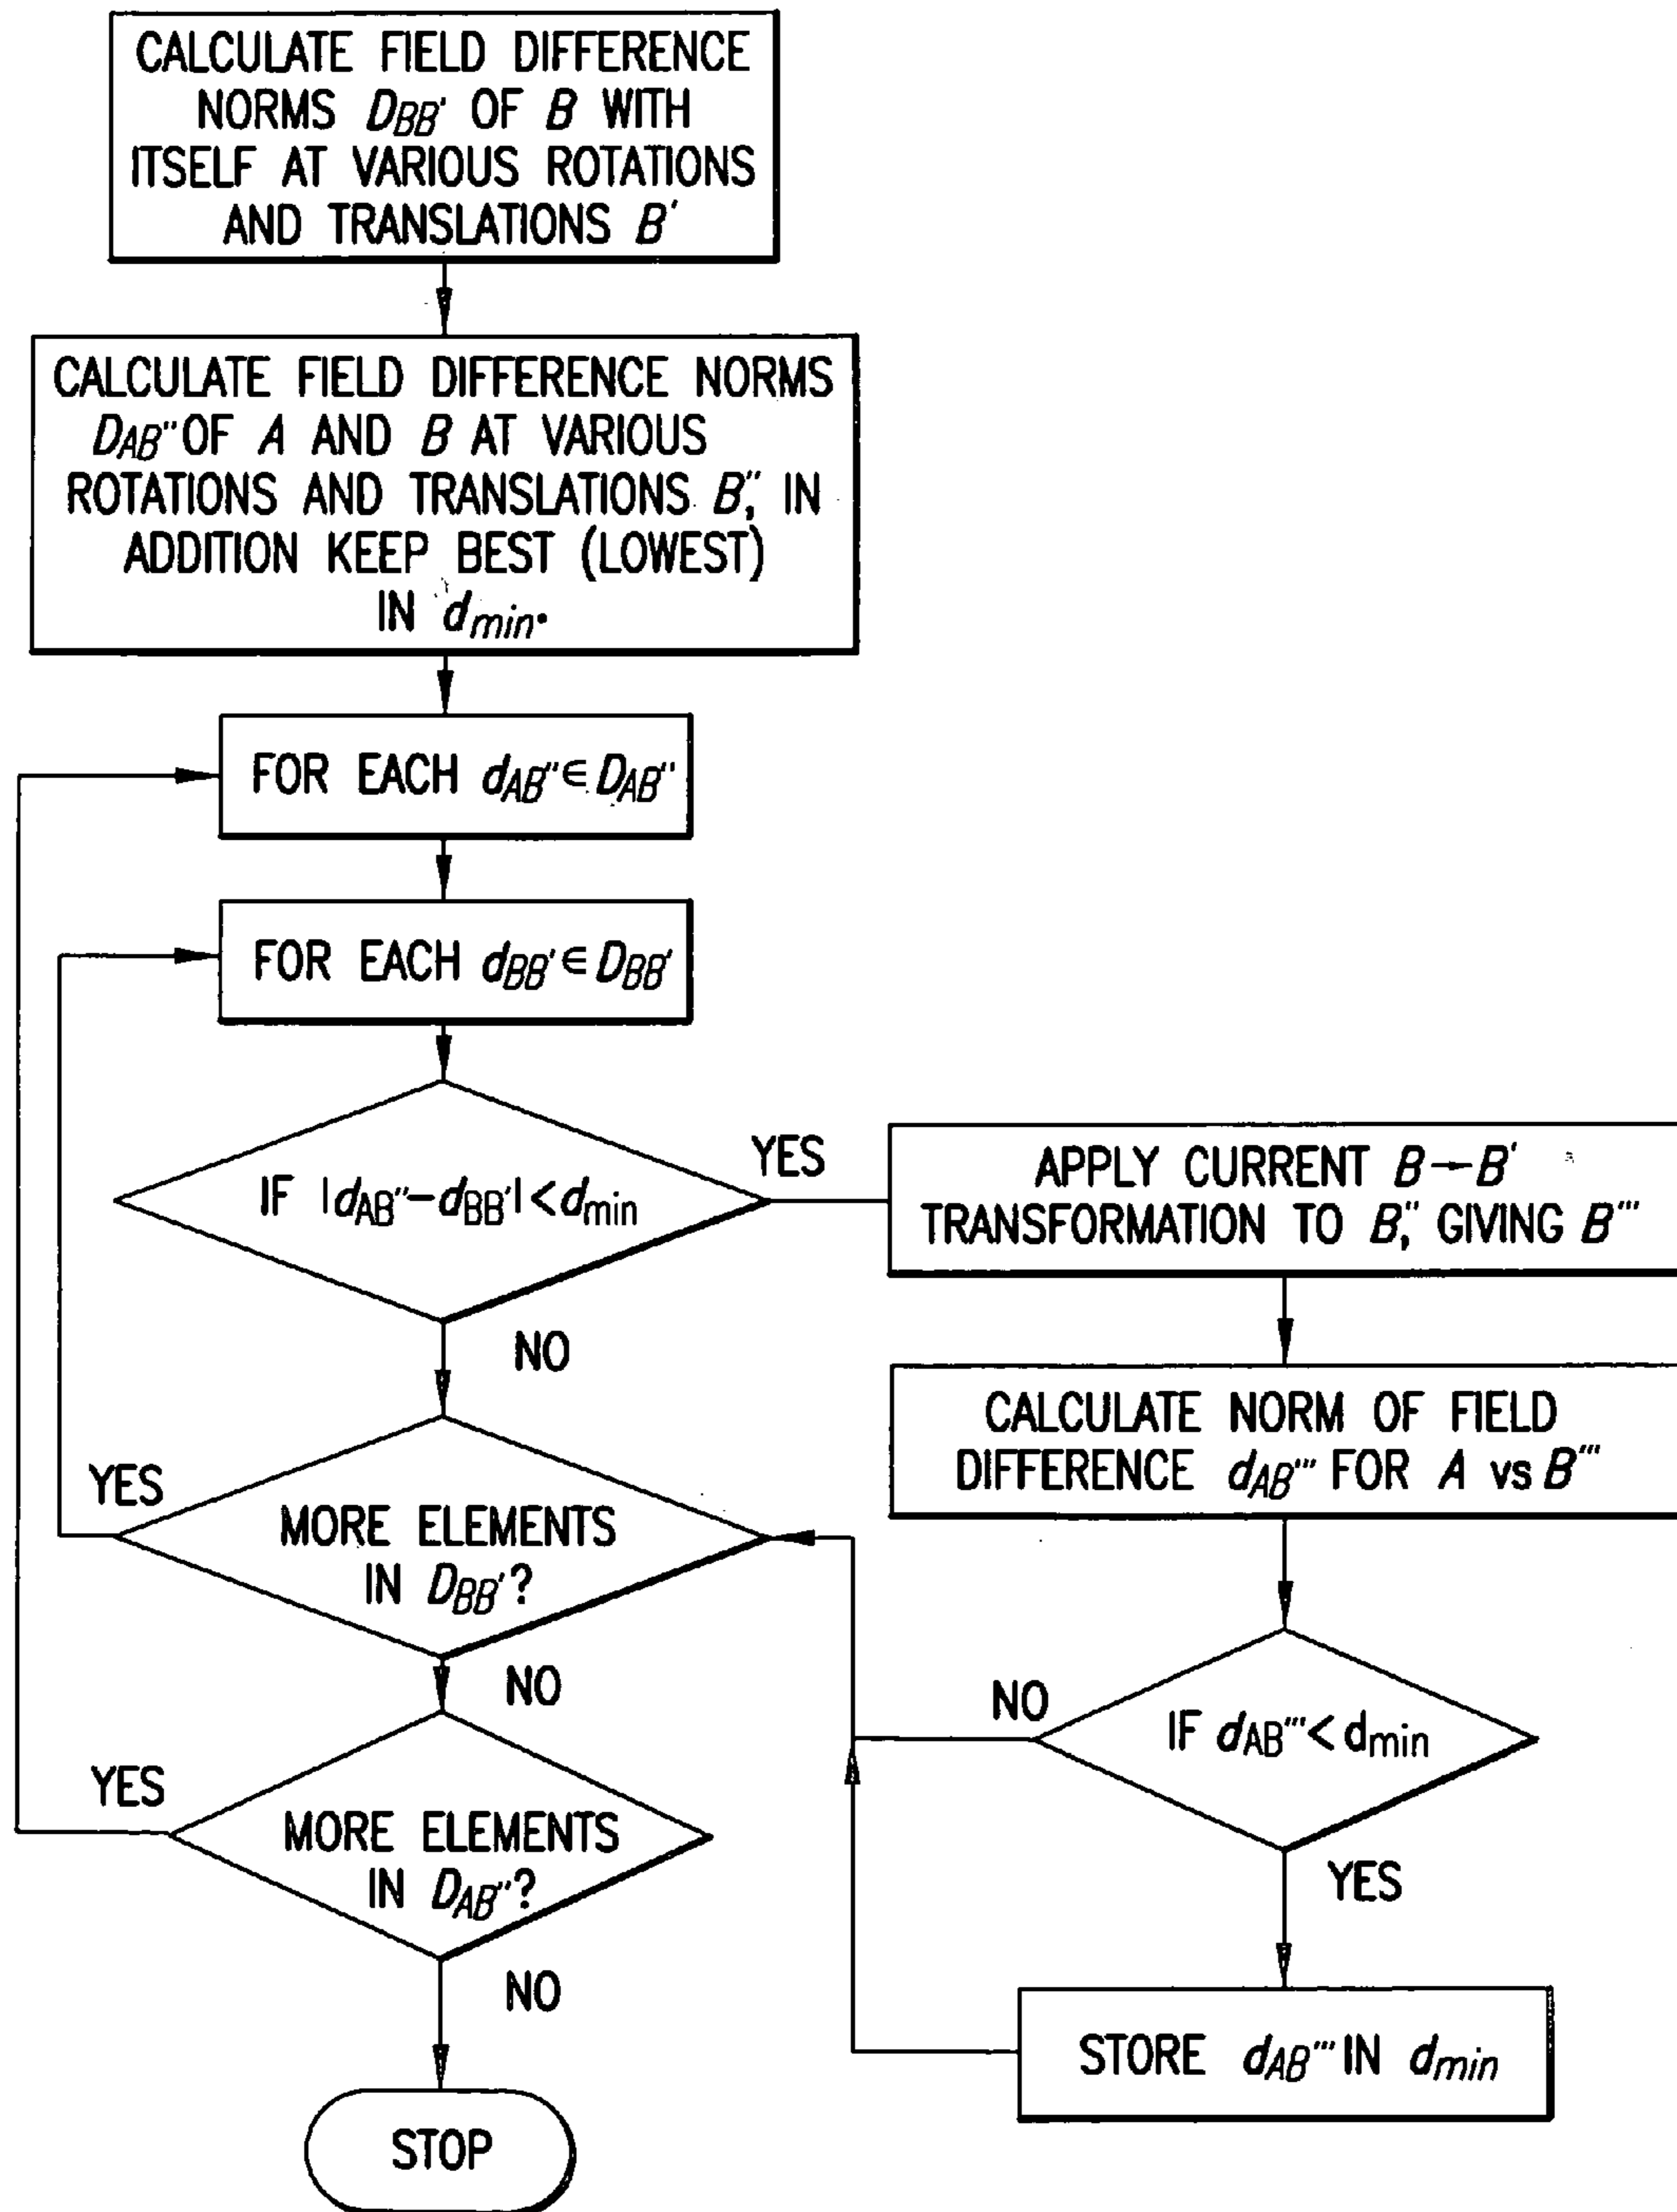 CALCULATE FIELD DIFFERENCE
NORMS DBB' OF B WITH
ITSELF AT VARIOUS ROTATIONS
AND TRANSLATIONS B'
CALCULATE FIELD DIFFERENCE NORMS
DAB'' OF A AND B AT VARIOUS
ROTATIONS AND TRANSLATIONS B'', IN
ADDITION KEEP BEST (LOWEST)
IN dmin.
FOR EACH dAB''∈DAB''
FOR EACH dBB'∈DBB'
IF |dAB''−dBB'|<dmin
YES
NO
APPLY CURRENT B→B'
TRANSFORMATION TO B'', GIVING B'''
CALCULATE NORM OF FIELD
DIFFERENCE dAB''' FOR A vs B'''
YES
MORE ELEMENTS
IN DBB'?
NO
NO
IF dAB'''<dmin
YES
YES
MORE ELEMENTS
IN DAB''?
NO
STORE dAB''' IN dmin
STOP